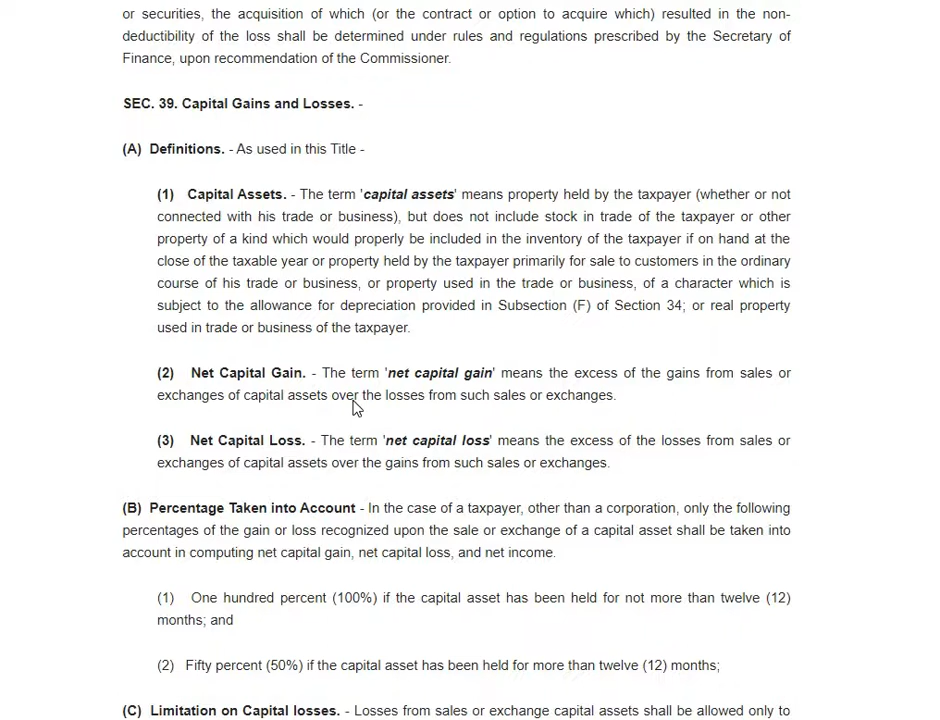 or securities, the acquisition of which (or the contract or option to acquire which) resulted in the non-
deductibility of the loss shall be determined under rules and regulations prescribed by the Secretary of
Finance, upon recommendation of the Commissioner.
SEC. 39. Capital Gains and Losses. -
(A) Definitions. - As used in this Title -
(1) Capital Assets. - The term 'capital assets' means property held by the taxpayer (whether or not
connected with his trade or business), but does not include stock in trade of the taxpayer or other
property of a kind which would properly be included in the inventory of the taxpayer if on hand at the
close of the taxable year or property held by the taxpayer primarily for sale to customers in the ordinary
course of his trade or business, or property used in the trade or business, of a character which is
subject to the allowance for depreciation provided in Subsection (F) of Section 34; or real property
used in trade or business of the taxpayer.
(2) Net Capital Gain. - The term 'net capital gain' means the excess of the gains from sales or
exchanges of capital assets over the losses from such sales or exchanges.
(3) Net Capital Loss. - The term 'net capital loss' means the excess of the losses from sales or
exchanges of capital assets over the gains from such sales or exchanges.
(B) Percentage Taken into Account - In the case of a taxpayer, other than a corporation, only the following
percentages of the gain or loss recognized upon the sale or exchange of a capital asset shall be taken into
account in computing net capital gain, net capital loss, and net income.
(1) One hundred percent (100%) if the capital asset has been held for not more than twelve (12)
months; and
(2) Fifty percent (50%) if the capital asset has been held for more than twelve (12) months;
(C) Limitation on Capital losses. - Losses from sales or exchange capital assets shall be allowed only to